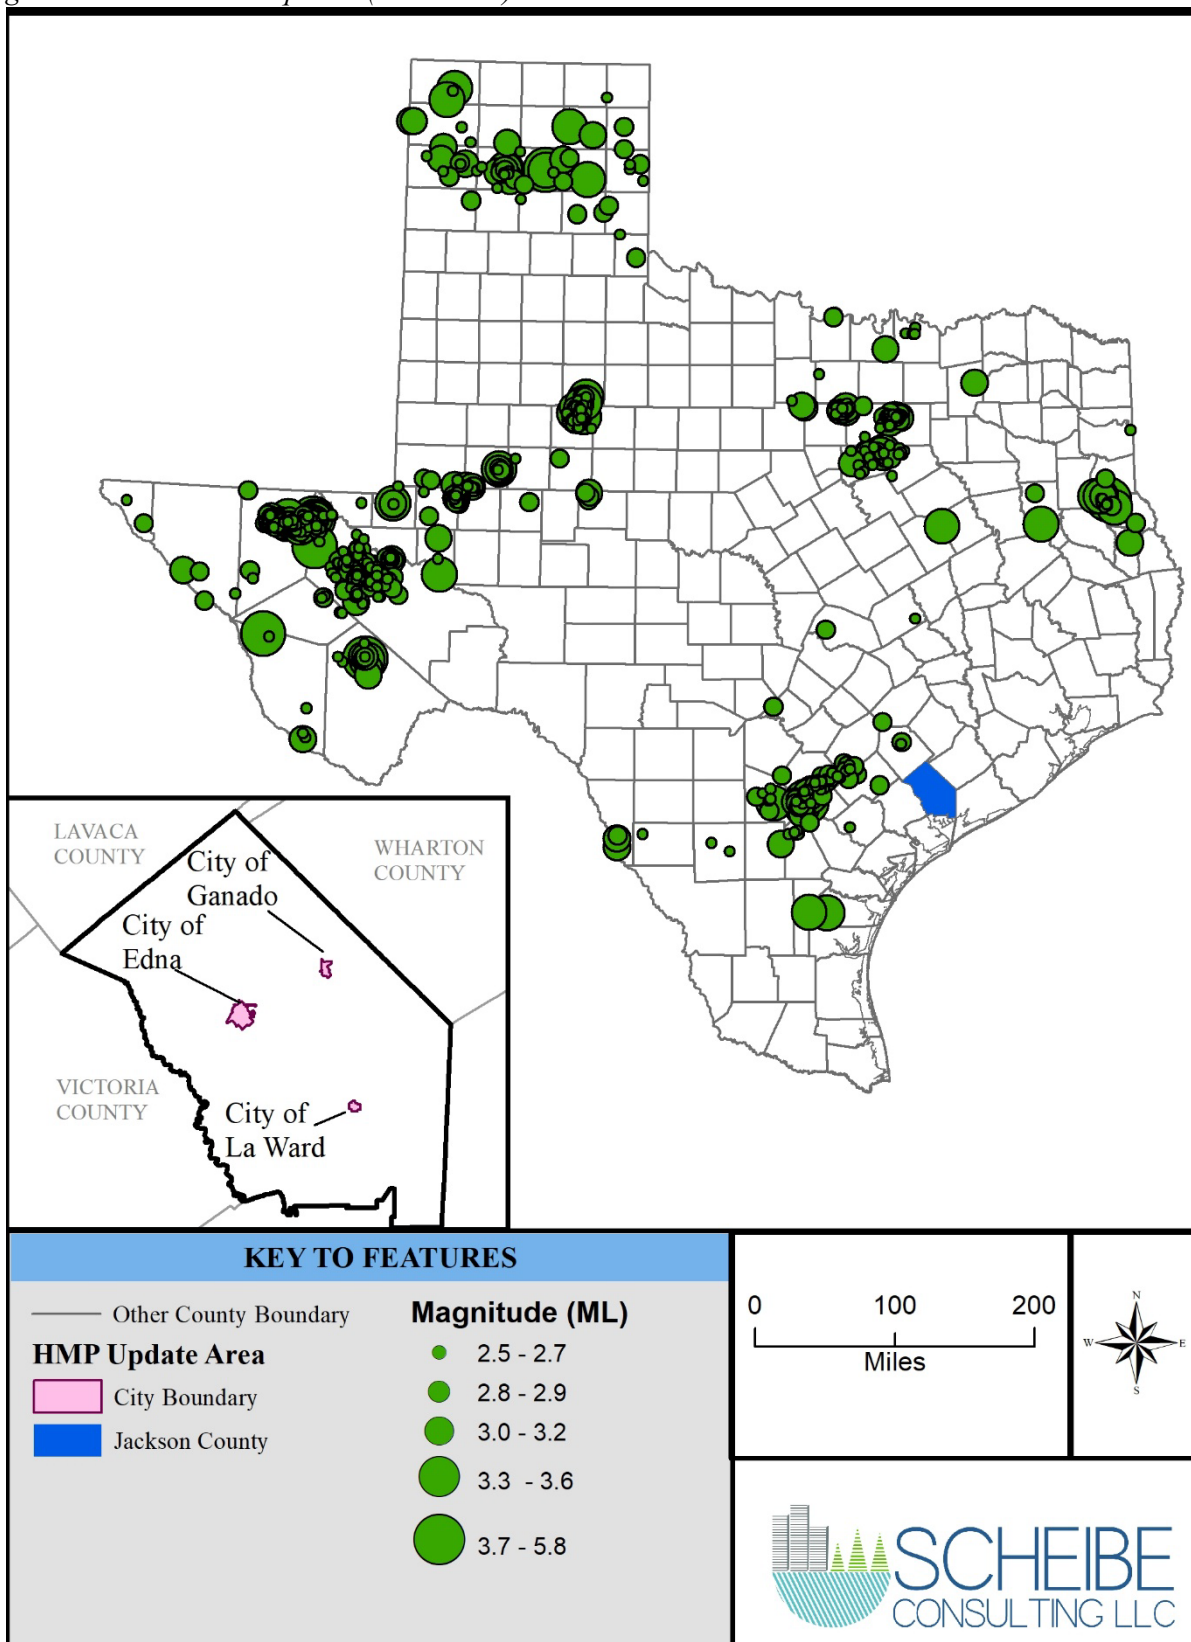 LAVACA
COUNTY
WHARTON
COUNTY
City of
Ganado
City of
Edna
VICTORIA
COUNTY
City of
La Ward
KEY TO FEATURES
Other County Boundary
HMP Update Area
City Boundary
Jackson County
Magnitude (ML)
2.5 - 2.7
2.8 - 2.9
3.0 - 3.2
3.3 - 3.6
3.7 - 5.8
0 100 200
Miles
N
W E
S
SCHEIBE
CONSULTING LLC